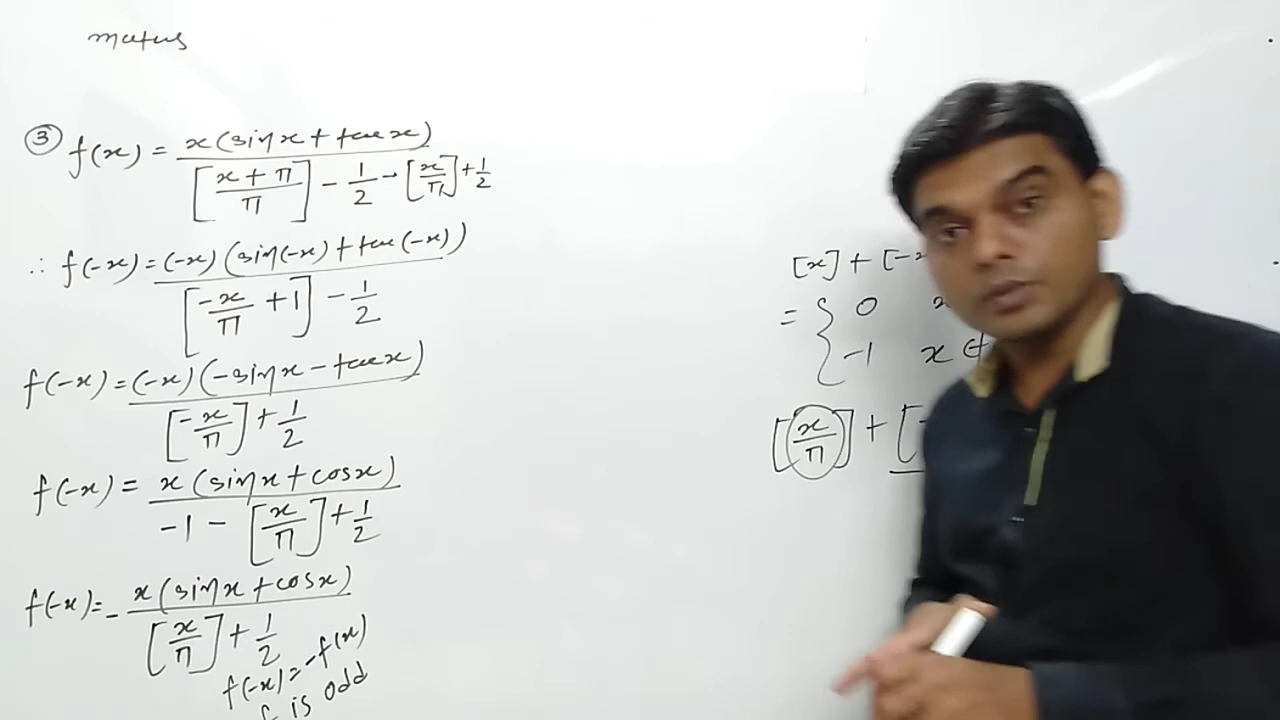 ③ f(x) = x(sin x + tan x) / [x + π / π] - 1/2 → [x/π] + 1/2
∴ f(-x) = (-x)(sin(-x) + tan(-x)) / [-x/π + 1] - 1/2
f(-x) = (-x)(-sin x - tan x) / [-x/π] + 1/2
f(-x) = x(sin x + cos x) / -1 - [x/π] + 1/2
f(-x) = - x(sin x + cos x) / [x/π] + 1/2
f(-x) = -f(x)
is odd
[x] + [-x
= { 0
-1 x ∈
[x/π] + [-